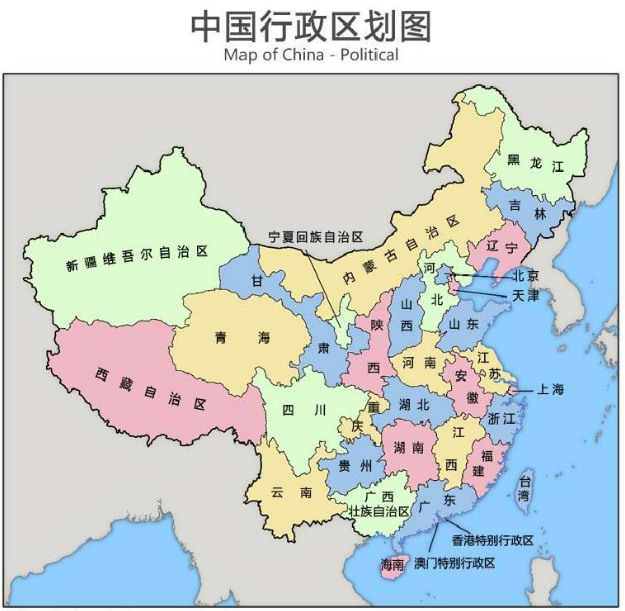 中国行政区划图
Map of China - Political
黑龙江
吉林
辽宁
内蒙古自治区
宁夏回族自治区
新疆维吾尔自治区
甘肃
北京
天津
河北
山西
山东
陕西
青海
西藏自治区
河南
江苏
安徽
上海
四川
重庆
湖北
浙江
湖南
江西
福建
贵州
云南
广西
壮族自治区
广东
台湾
香港特别行政区
澳门特别行政区
海南